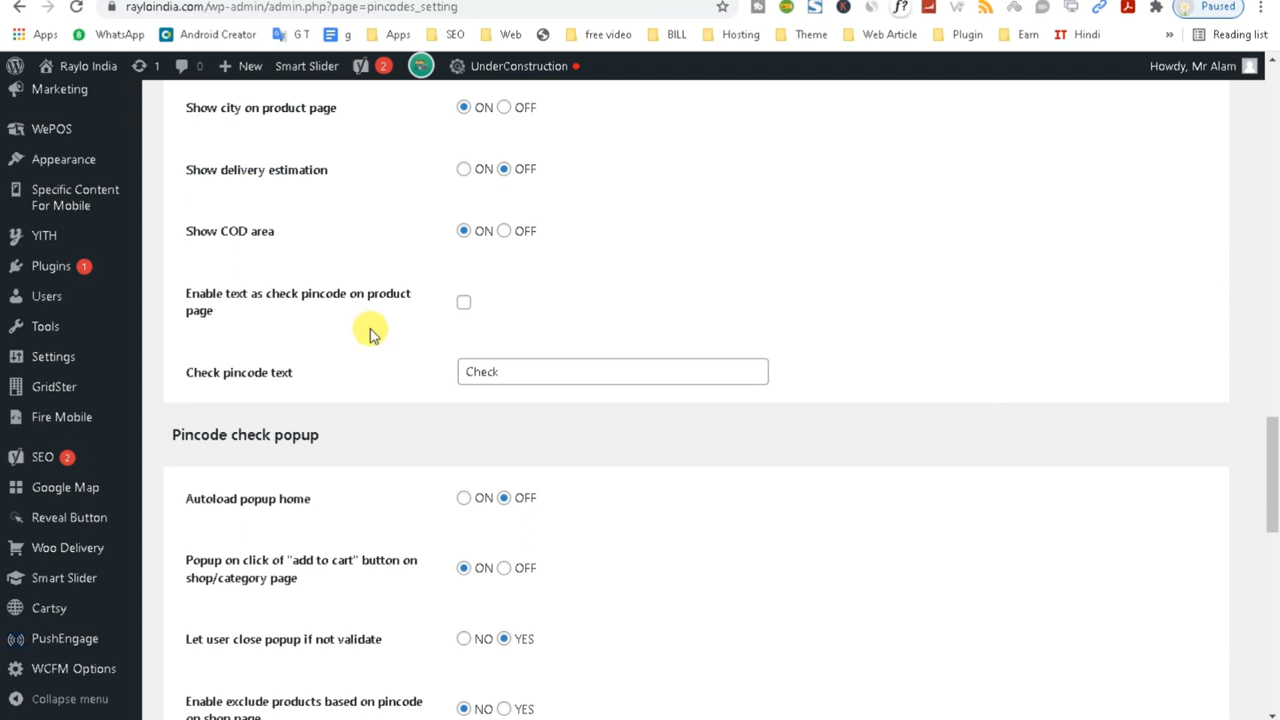 rayloindia.com/wp-admin/admin.php?page=pincodes_setting
Paused
Apps WhatsApp Android Creator G T g Apps SEO Web free video BILL Hosting Theme Web Article Plugin Earn IT Hindi » Reading list
Raylo India 1 0 New Smart Slider 2 UnderConstruction Howdy, Mr Alam
Marketing
WePOS
Appearance
Specific Content
For Mobile
YITH
Plugins 1
Users
Tools
Settings
GridSter
Fire Mobile
SEO 2
Google Map
Reveal Button
Woo Delivery
Smart Slider
Cartsy
PushEngage
WCFM Options
Collapse menu
Show city on product page ON OFF
Show delivery estimation ON OFF
Show COD area ON OFF
Enable text as check pincode on product
page
Check pincode text Check
Pincode check popup
Autoload popup home ON OFF
Popup on click of "add to cart" button on
shop/category page ON OFF
Let user close popup if not validate NO YES
Enable exclude products based on pincode
on shop page NO YES